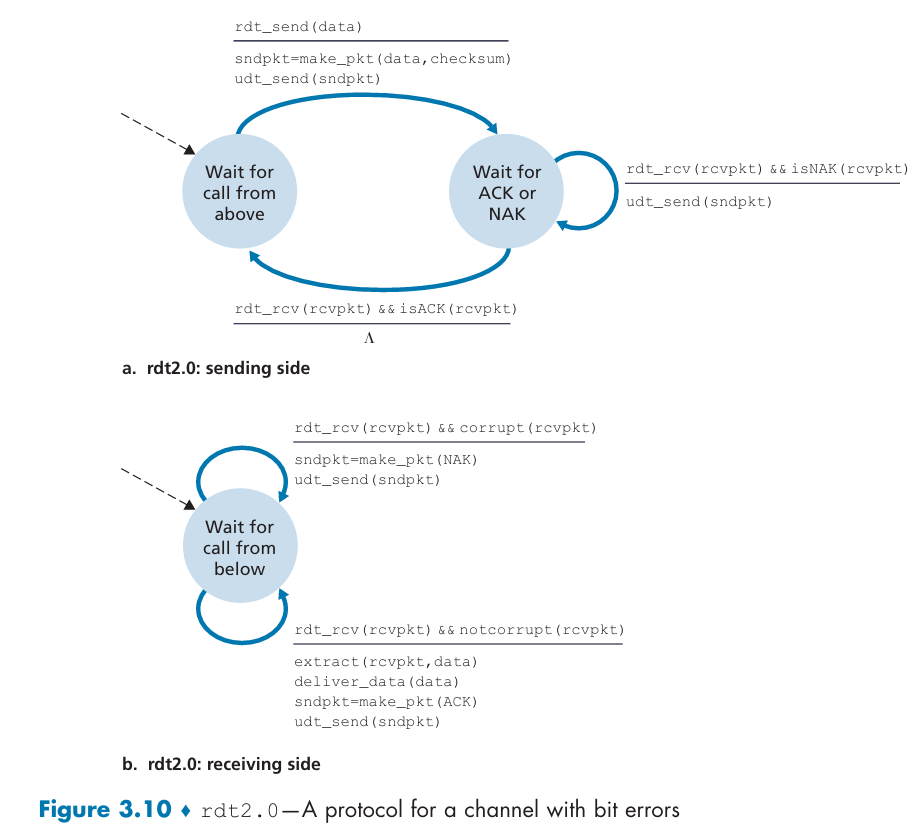 rdt_send(data)
sndpkt=make_pkt(data,checksum)
udt_send(sndpkt)
Wait for
call from
above
Wait for
ACK or
NAK
rdt_rcv(rcvpkt) && isNAK(rcvpkt)
udt_send(sndpkt)
rdt_rcv(rcvpkt) && isACK(rcvpkt)
Λ
a. rdt2.0: sending side
rdt_rcv(rcvpkt) && corrupt(rcvpkt)
sndpkt=make_pkt(NAK)
udt_send(sndpkt)
Wait for
call from
below
rdt_rcv(rcvpkt) && notcorrupt(rcvpkt)
extract(rcvpkt,data)
deliver_data(data)
sndpkt=make_pkt(ACK)
udt_send(sndpkt)
b. rdt2.0: receiving side
Figure 3.10 ♦ rdt2.0—A protocol for a channel with bit errors